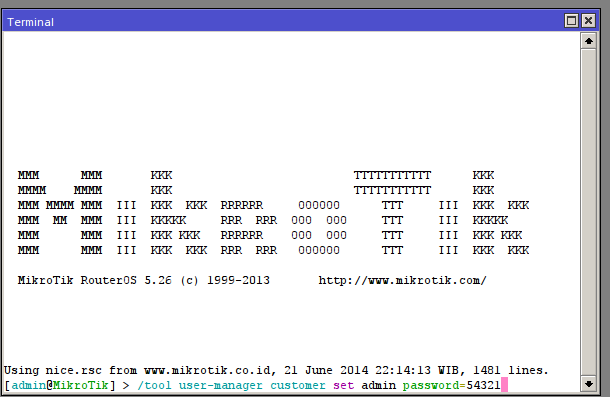 Terminal
MMM      MMM       KKK                          TTTTTTTTTTT      KKK
MMMM    MMMM       KKK                          TTTTTTTTTTT      KKK
MMM MMMM MMM  III  KKK  KKK  RRRRRR     OOOOOO      TTT     III  KKK  KKK
MMM  MM  MMM  III  KKKKK     RRR  RRR  OOO  OOO     TTT     III  KKKKK
MMM      MMM  III  KKK KKK   RRRRRR    OOO  OOO     TTT     III  KKK KKK
MMM      MMM  III  KKK  KKK  RRR  RRR   OOOOOO      TTT     III  KKK  KKK
MikroTik RouterOS 5.26 (c) 1999-2013       http://www.mikrotik.com/
Using nice.rsc from www.mikrotik.co.id, 21 June 2014 22:14:13 WIB, 1481 lines.
[admin@MikroTik] > /tool user-manager customer set admin password=54321